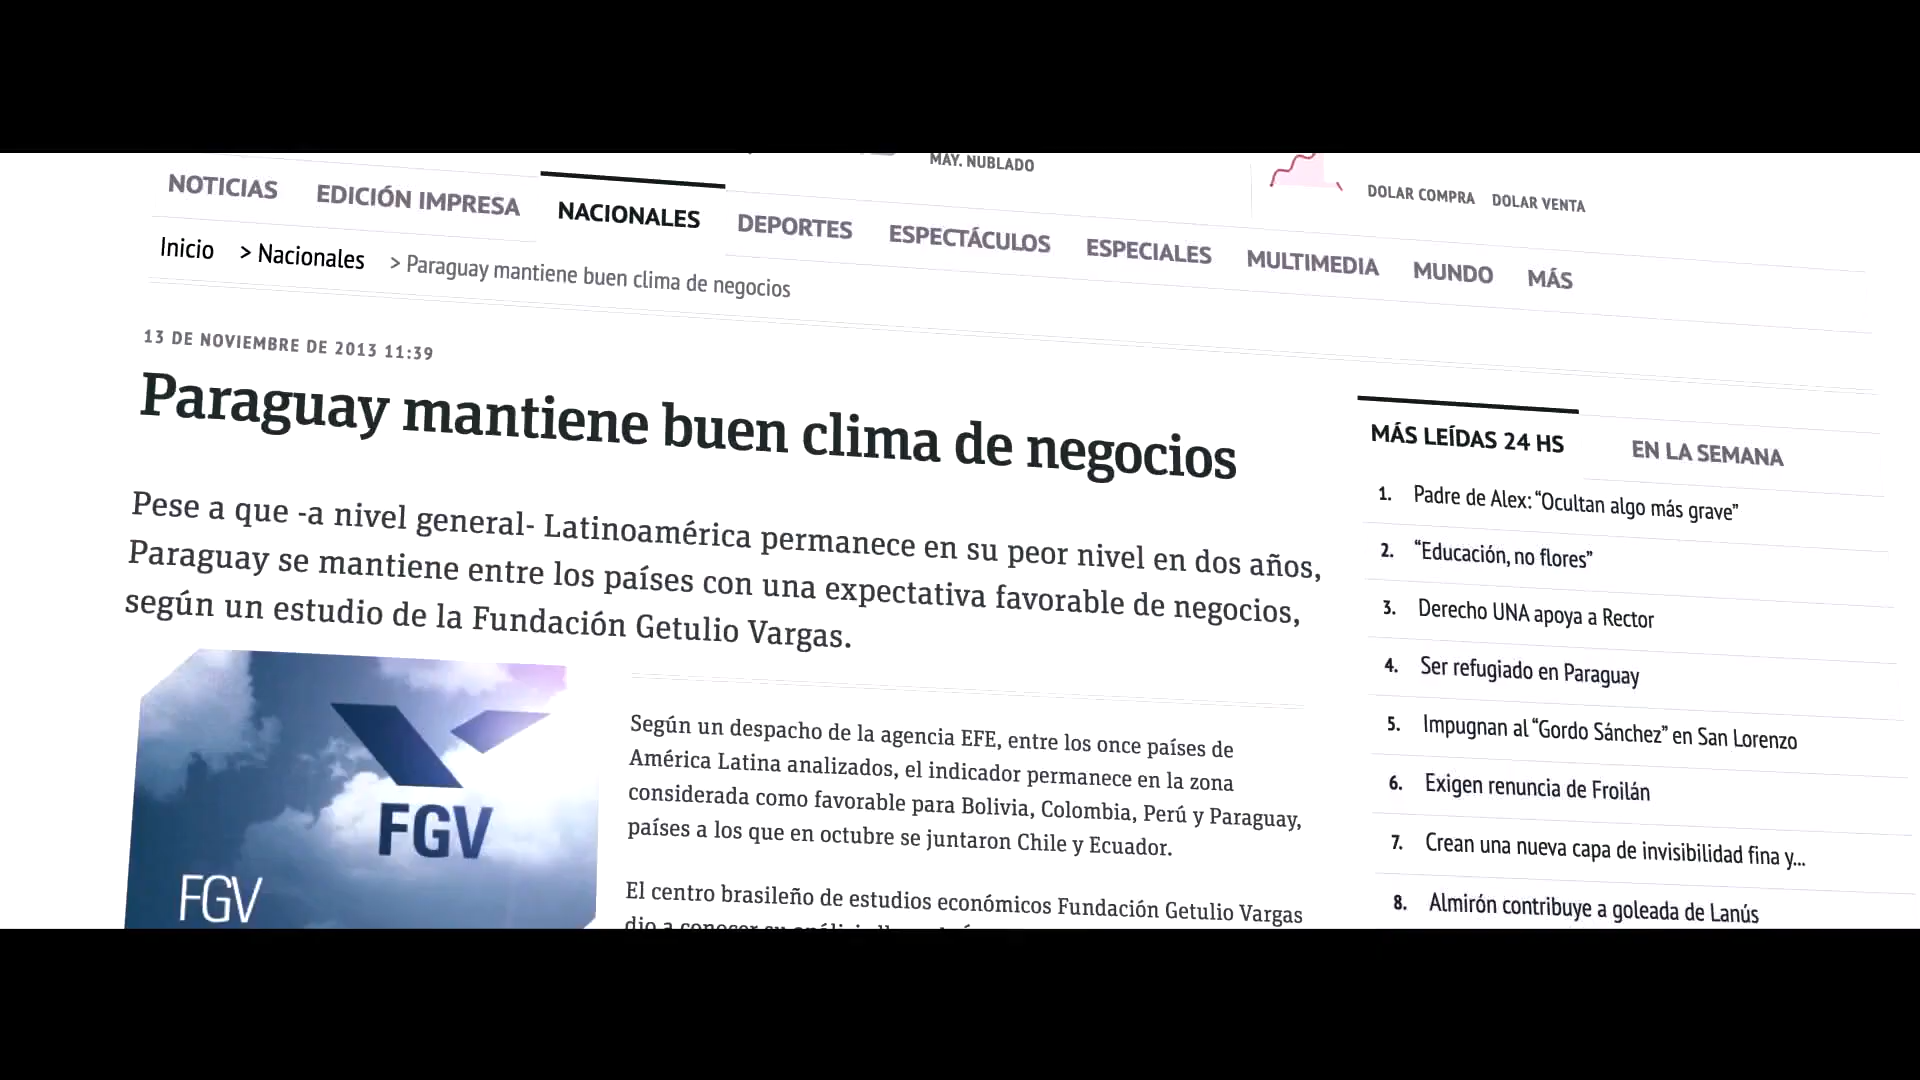 MAY. NUBLADO
DOLAR COMPRA DOLAR VENTA
NOTICIAS EDICIÓN IMPRESA NACIONALES DEPORTES ESPECTÁCULOS ESPECIALES MULTIMEDIA MUNDO MÁS
Inicio > Nacionales > Paraguay mantiene buen clima de negocios
13 DE NOVIEMBRE DE 2013 11:39
Paraguay mantiene buen clima de negocios
Pese a que -a nivel general- Latinoamérica permanece en su peor nivel en dos años,
Paraguay se mantiene entre los países con una expectativa favorable de negocios,
según un estudio de la Fundación Getulio Vargas.
FGV
FGV
Según un despacho de la agencia EFE, entre los once países de
América Latina analizados, el indicador permanece en la zona
considerada como favorable para Bolivia, Colombia, Perú y Paraguay,
países a los que en octubre se juntaron Chile y Ecuador.
El centro brasileño de estudios económicos Fundación Getulio Vargas
dio a conocer su
MÁS LEÍDAS 24 HS EN LA SEMANA
1. Padre de Alex: “Ocultan algo más grave”
2. “Educación, no flores”
3. Derecho UNA apoya a Rector
4. Ser refugiado en Paraguay
5. Impugnan al “Gordo Sánchez” en San Lorenzo
6. Exigen renuncia de Froilán
7. Crean una nueva capa de invisibilidad fina y...
8. Almirón contribuye a goleada de Lanús